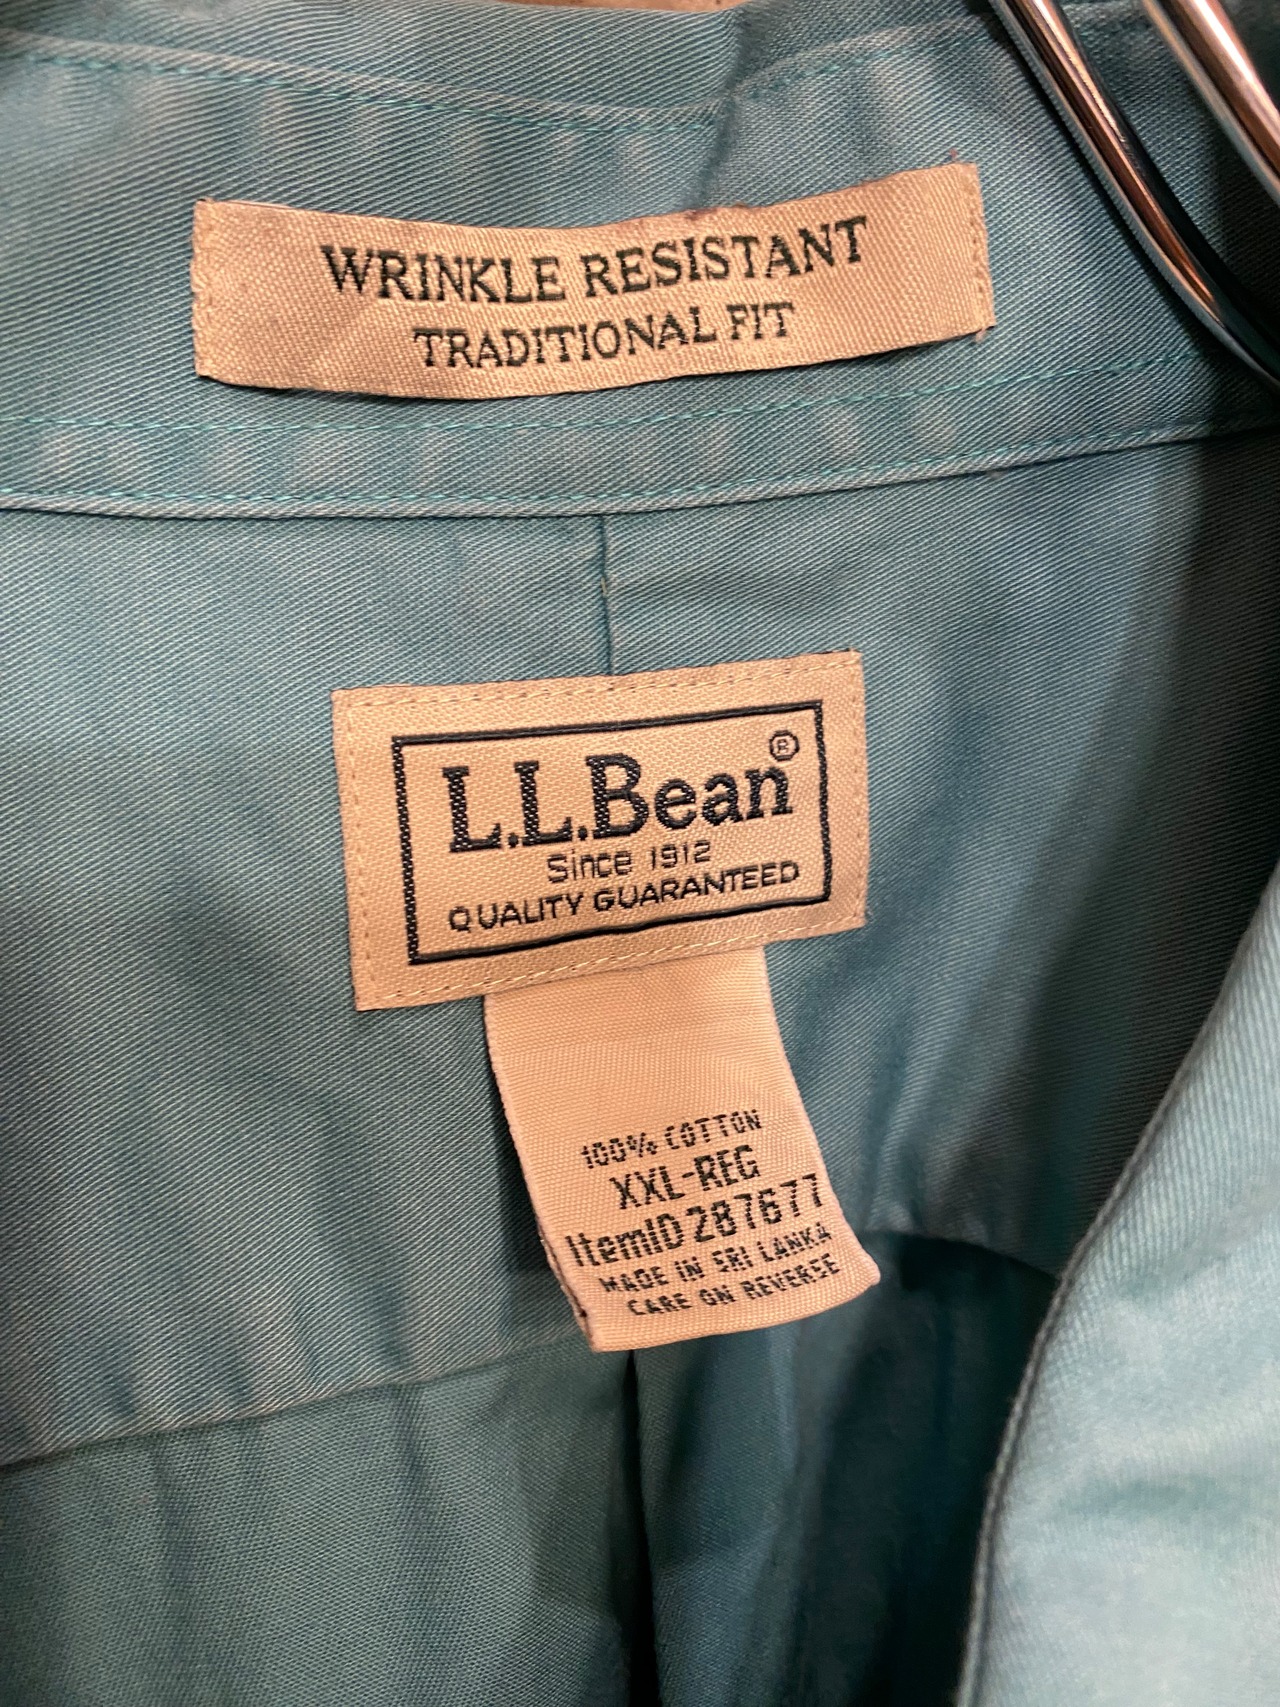 WRINKLE RESISTANT
TRADITIONAL FIT
L.L.Bean®
Since 1912
QUALITY GUARANTEED
100% COTTON
XXL-REG
ItemID 287677
MADE IN SRI LANKA
CARE ON REVERSE